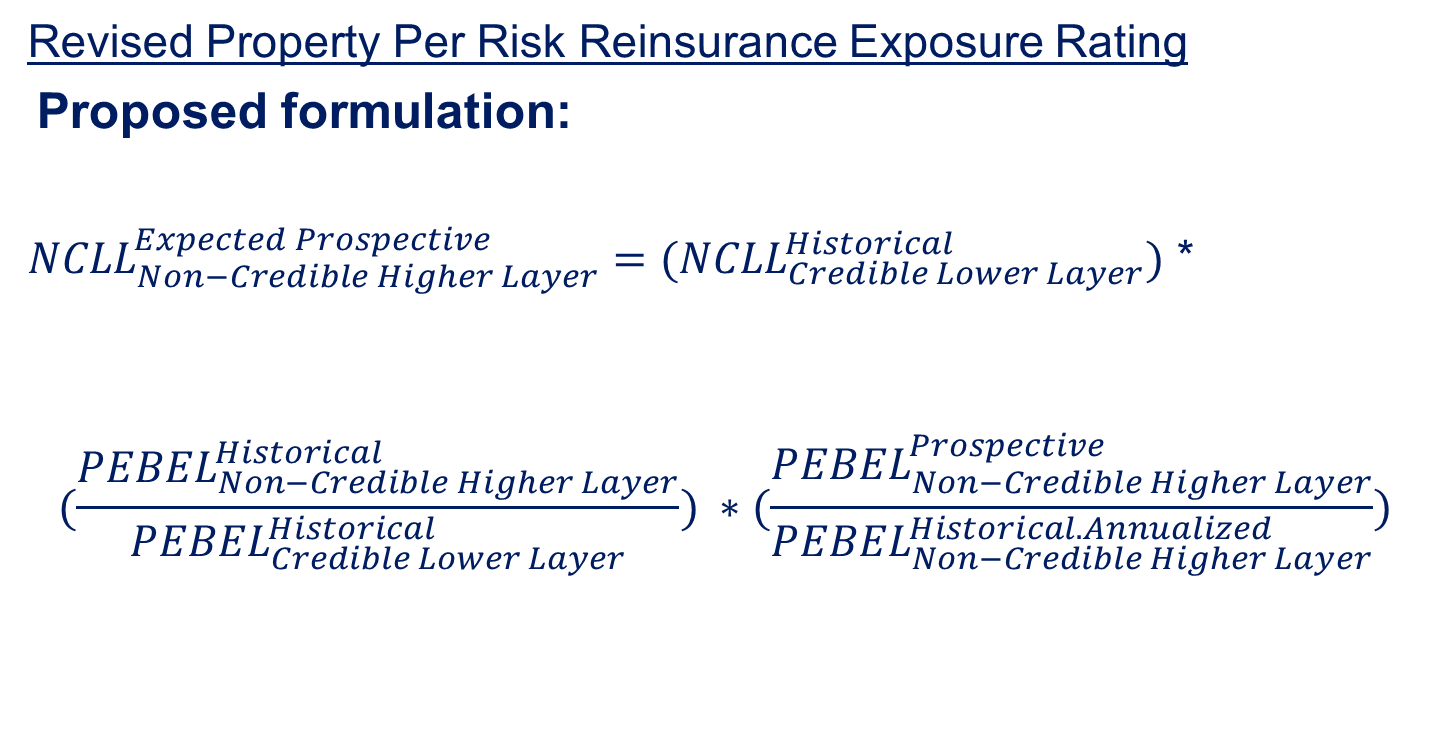 Revised Property Per Risk Reinsurance Exposure Rating
Proposed formulation:
NCLL^{Expected Prospective}_{Non−Credible Higher Layer} = (NCLL^{Historical}_{Credible Lower Layer}) *
(PEBEL^{Historical}_{Non−Credible Higher Layer} / PEBEL^{Historical}_{Credible Lower Layer}) * (PEBEL^{Prospective}_{Non−Credible Higher Layer} / PEBEL^{Historical.Annualized}_{Non−Credible Higher Layer})